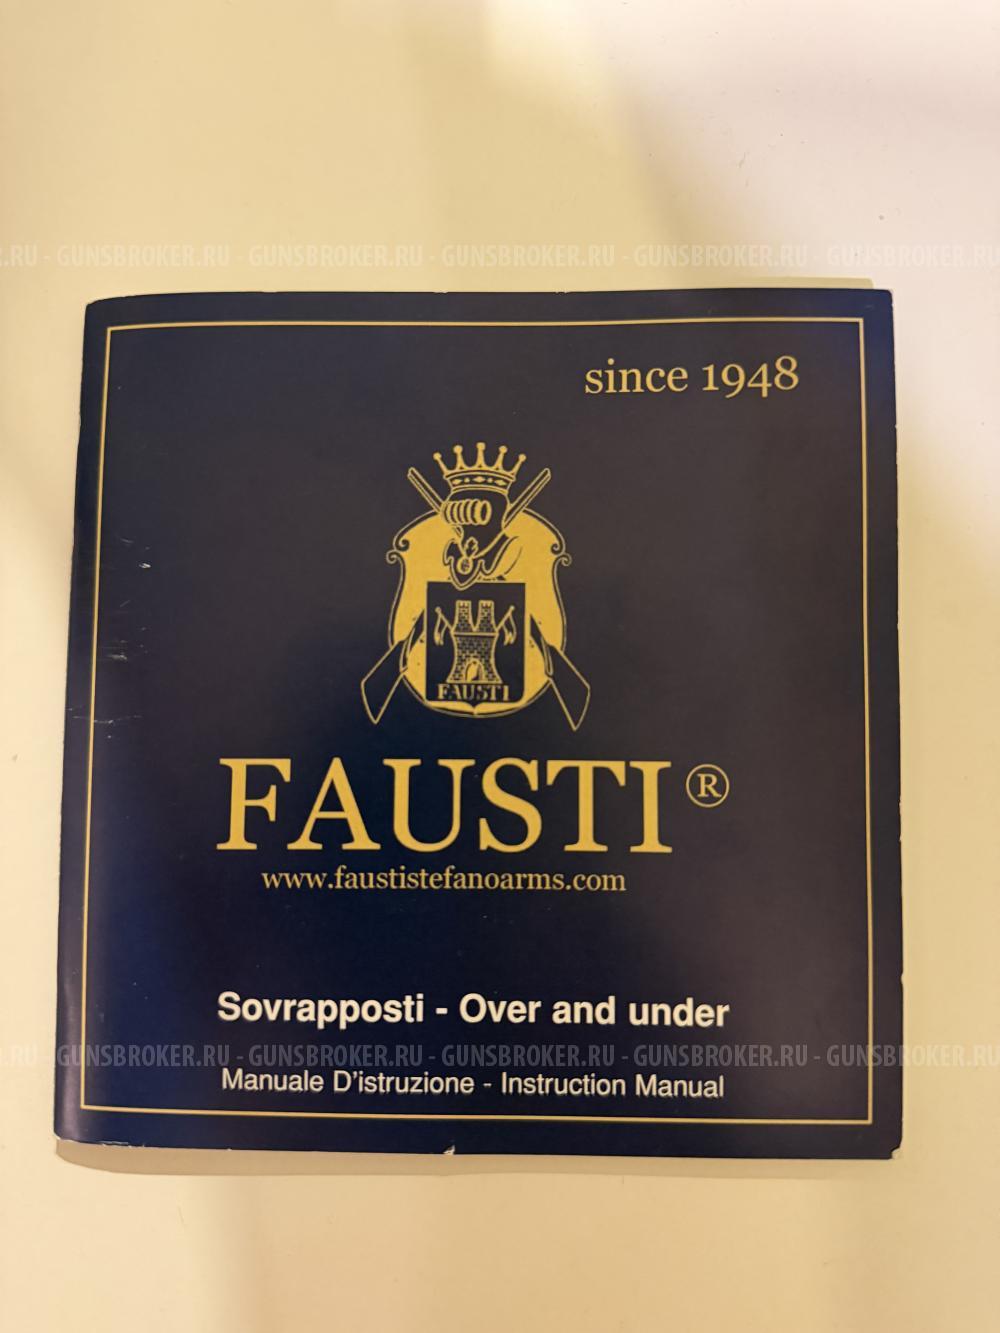 .RU - GUNSBROKER.RU - GUNSBROKER.RU - GUNSBROKER.RU - GUNSBROKER.RU - GUNSBROKER.RU
since 1948
FAUSTI
FAUSTI ®
www.faustistefanoarms.com
Sovrapposti - Over and under
.RU - GUNSBROKER.RU - GUNSBROKER.RU - GUNSBROKER.RU - GUNSBROKER.RU - GUNSBROKER.RU
Manuale D'istruzione - Instruction Manual